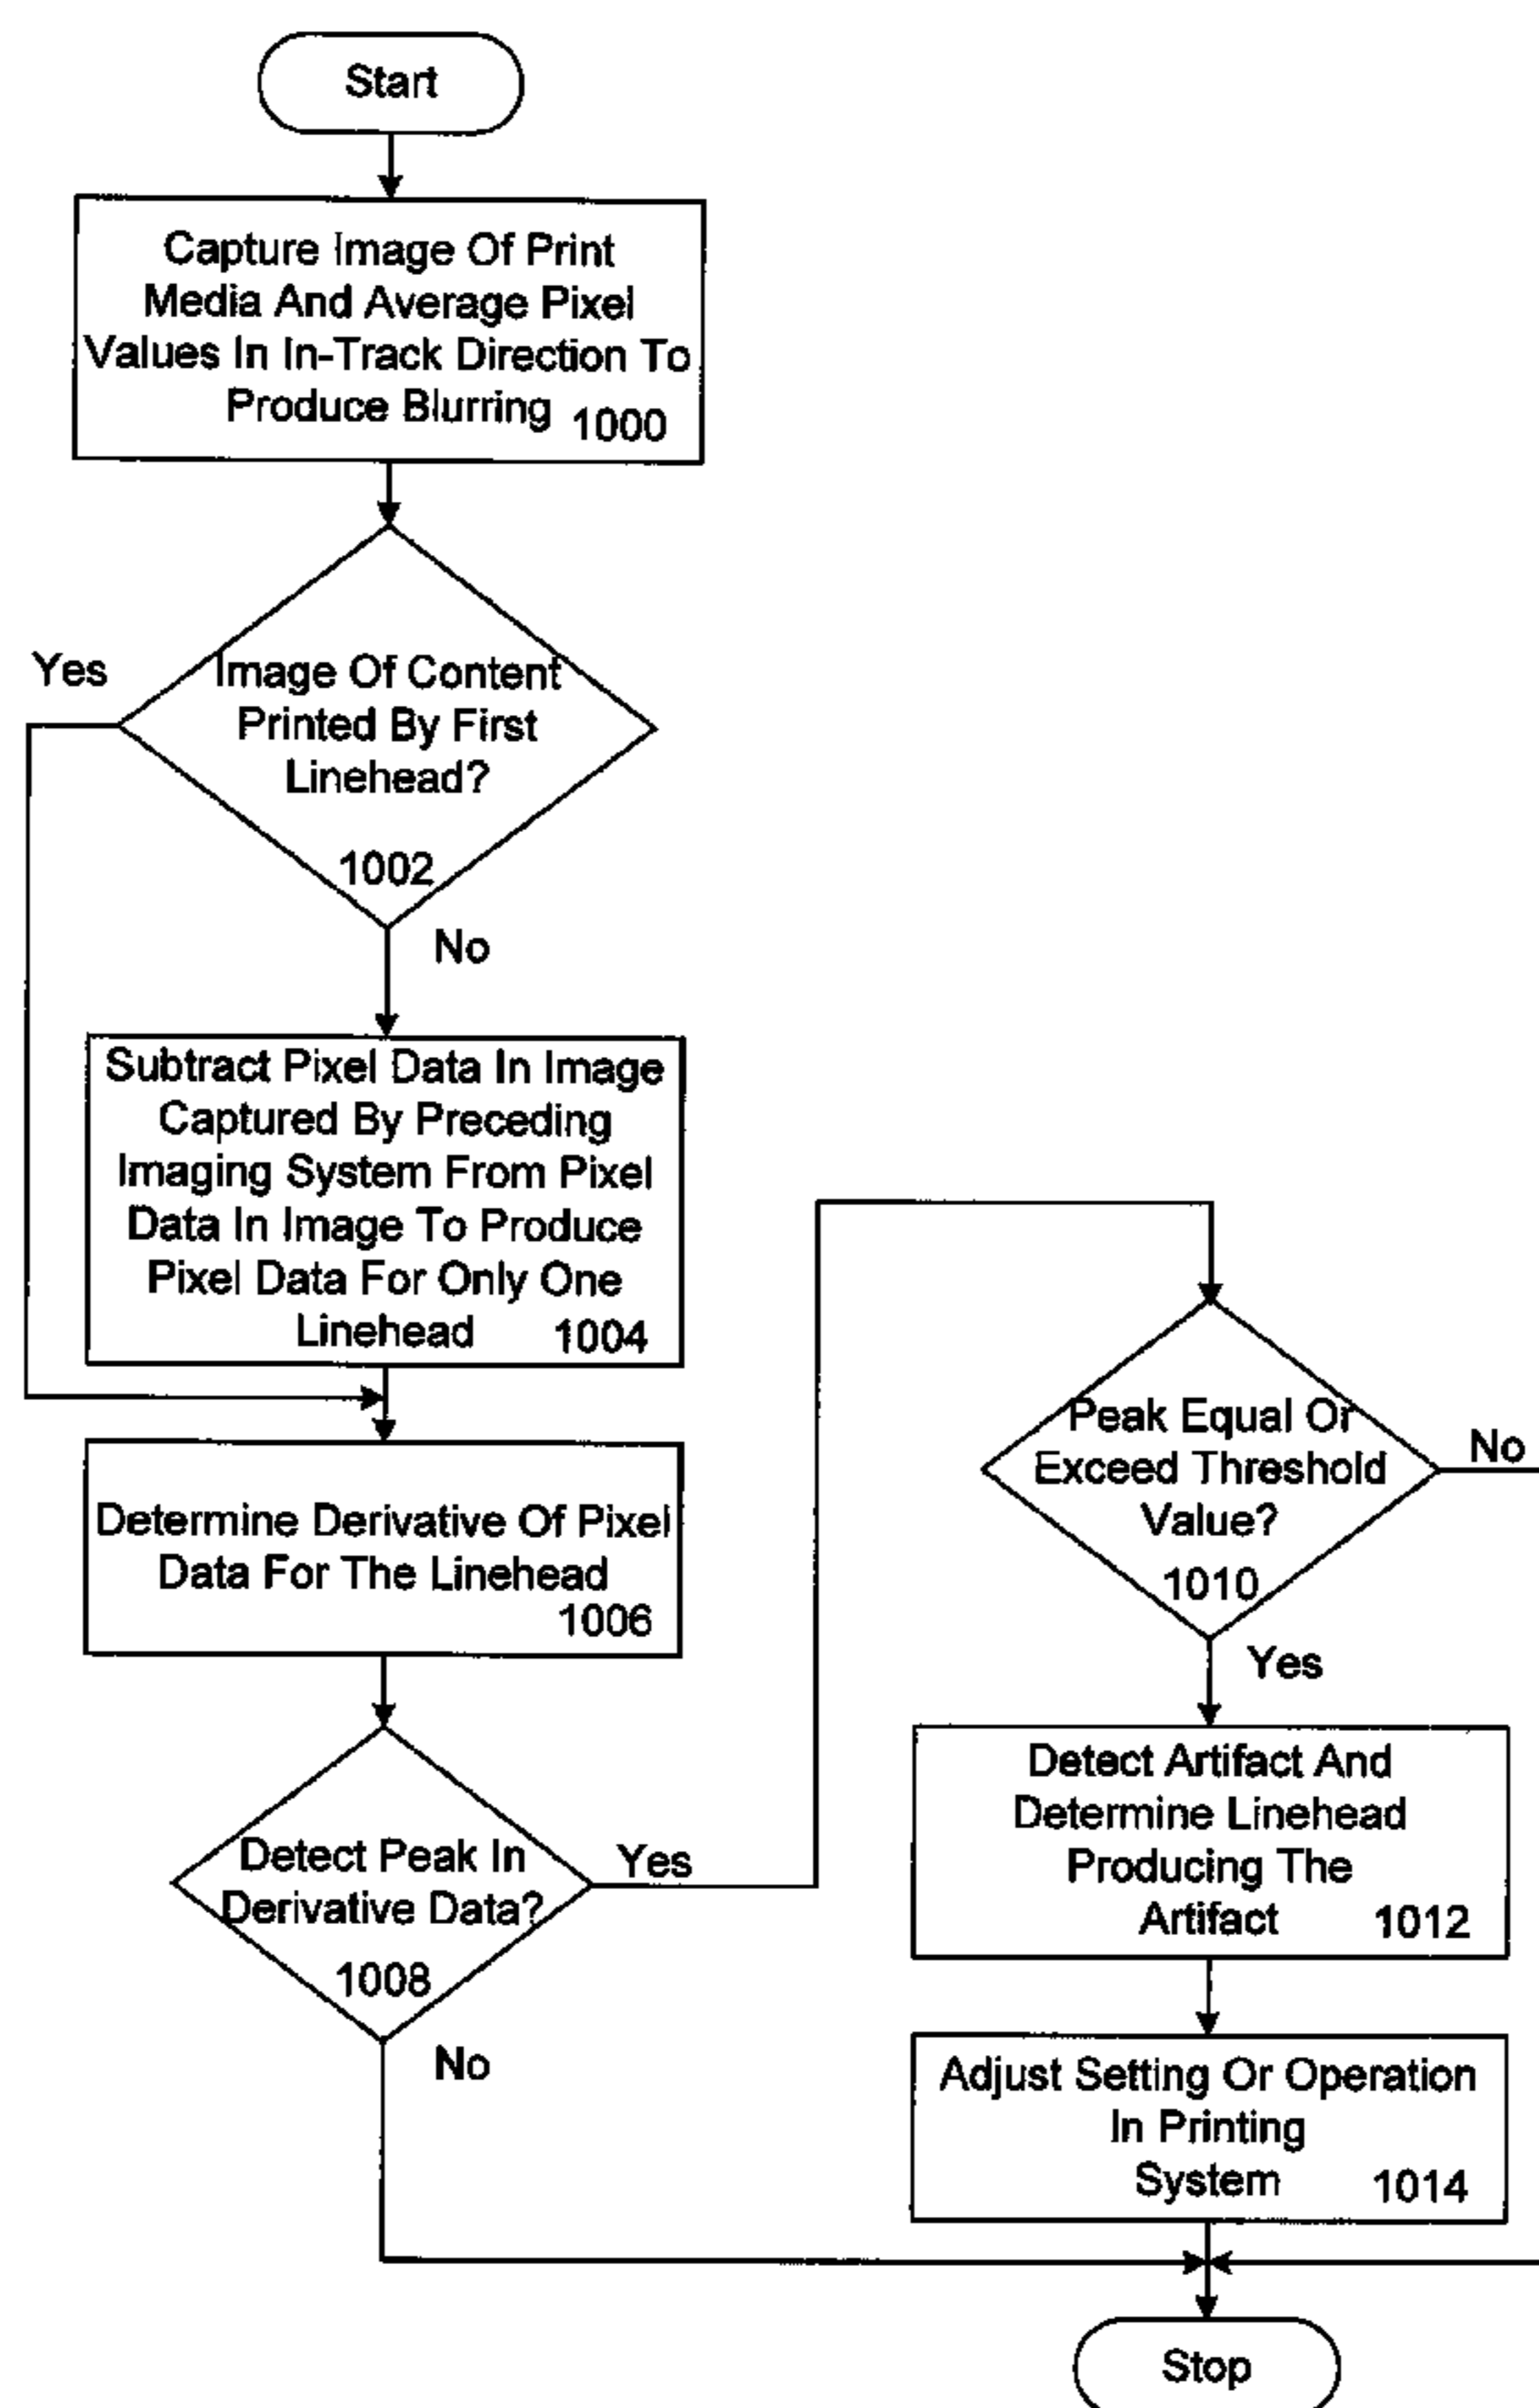 Start
Capture Image Of Print
Media And Average Pixel
Values In In-Track Direction To
Produce Blurring 1000
Image Of Content
Printed By First
Linehead?
1002
Yes
No
Subtract Pixel Data In Image
Captured By Preceding
Imaging System From Pixel
Data In Image To Produce
Pixel Data For Only One
Linehead 1004
Determine Derivative Of Pixel
Data For The Linehead
1006
Detect Peak In
Derivative Data?
1008
Yes
No
Peak Equal Or
Exceed Threshold
Value?
1010
No
Yes
Detect Artifact And
Determine Linehead
Producing The
Artifact 1012
Adjust Setting Or Operation
In Printing
System 1014
Stop